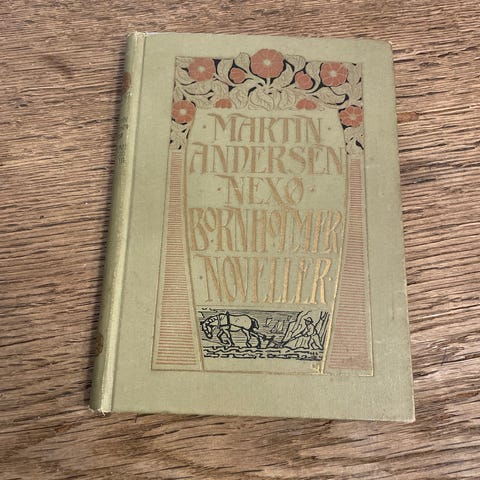 · MARTIN ·
ANDERSEN
· NEXØ ·
BORNHOLMER
· NOVELLER ·